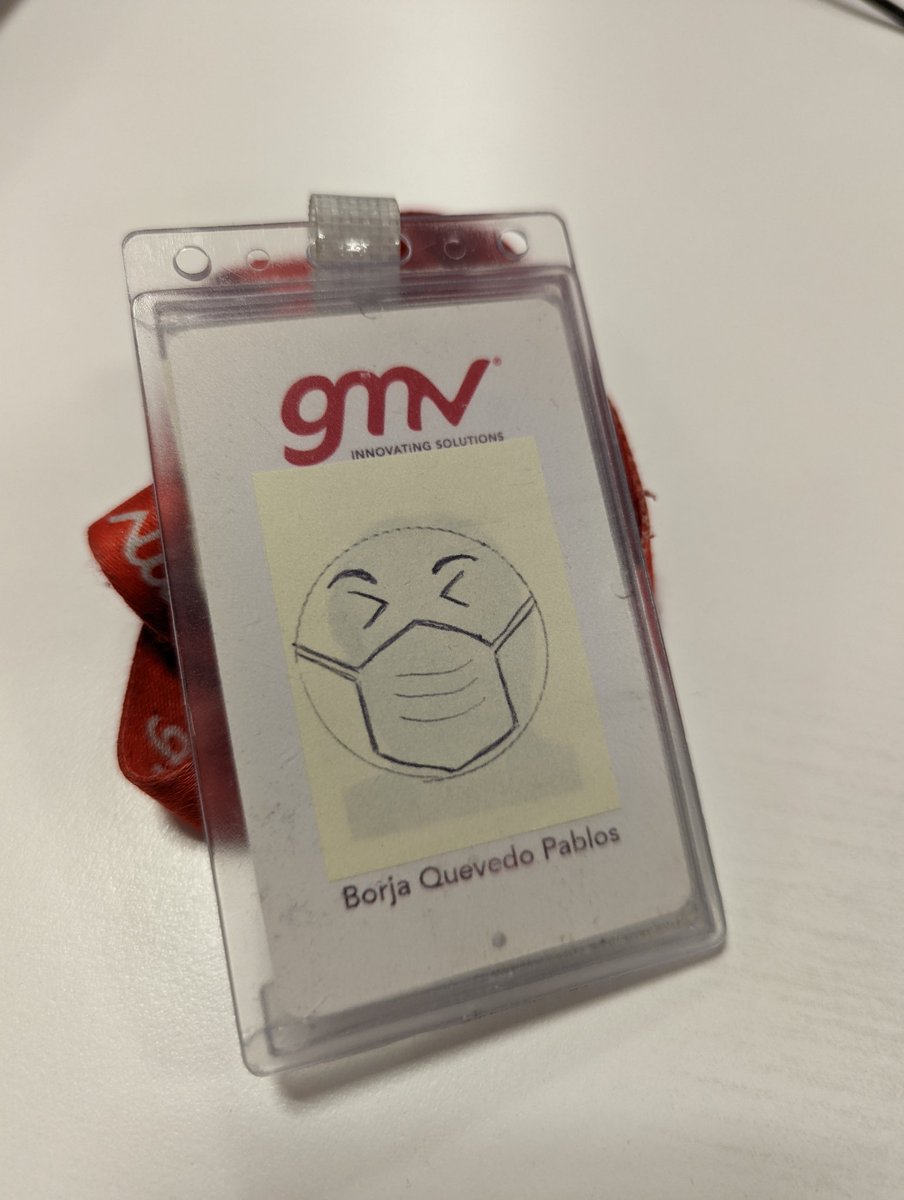 gmv®
INNOVATING SOLUTIONS
Borja Quevedo Pablos